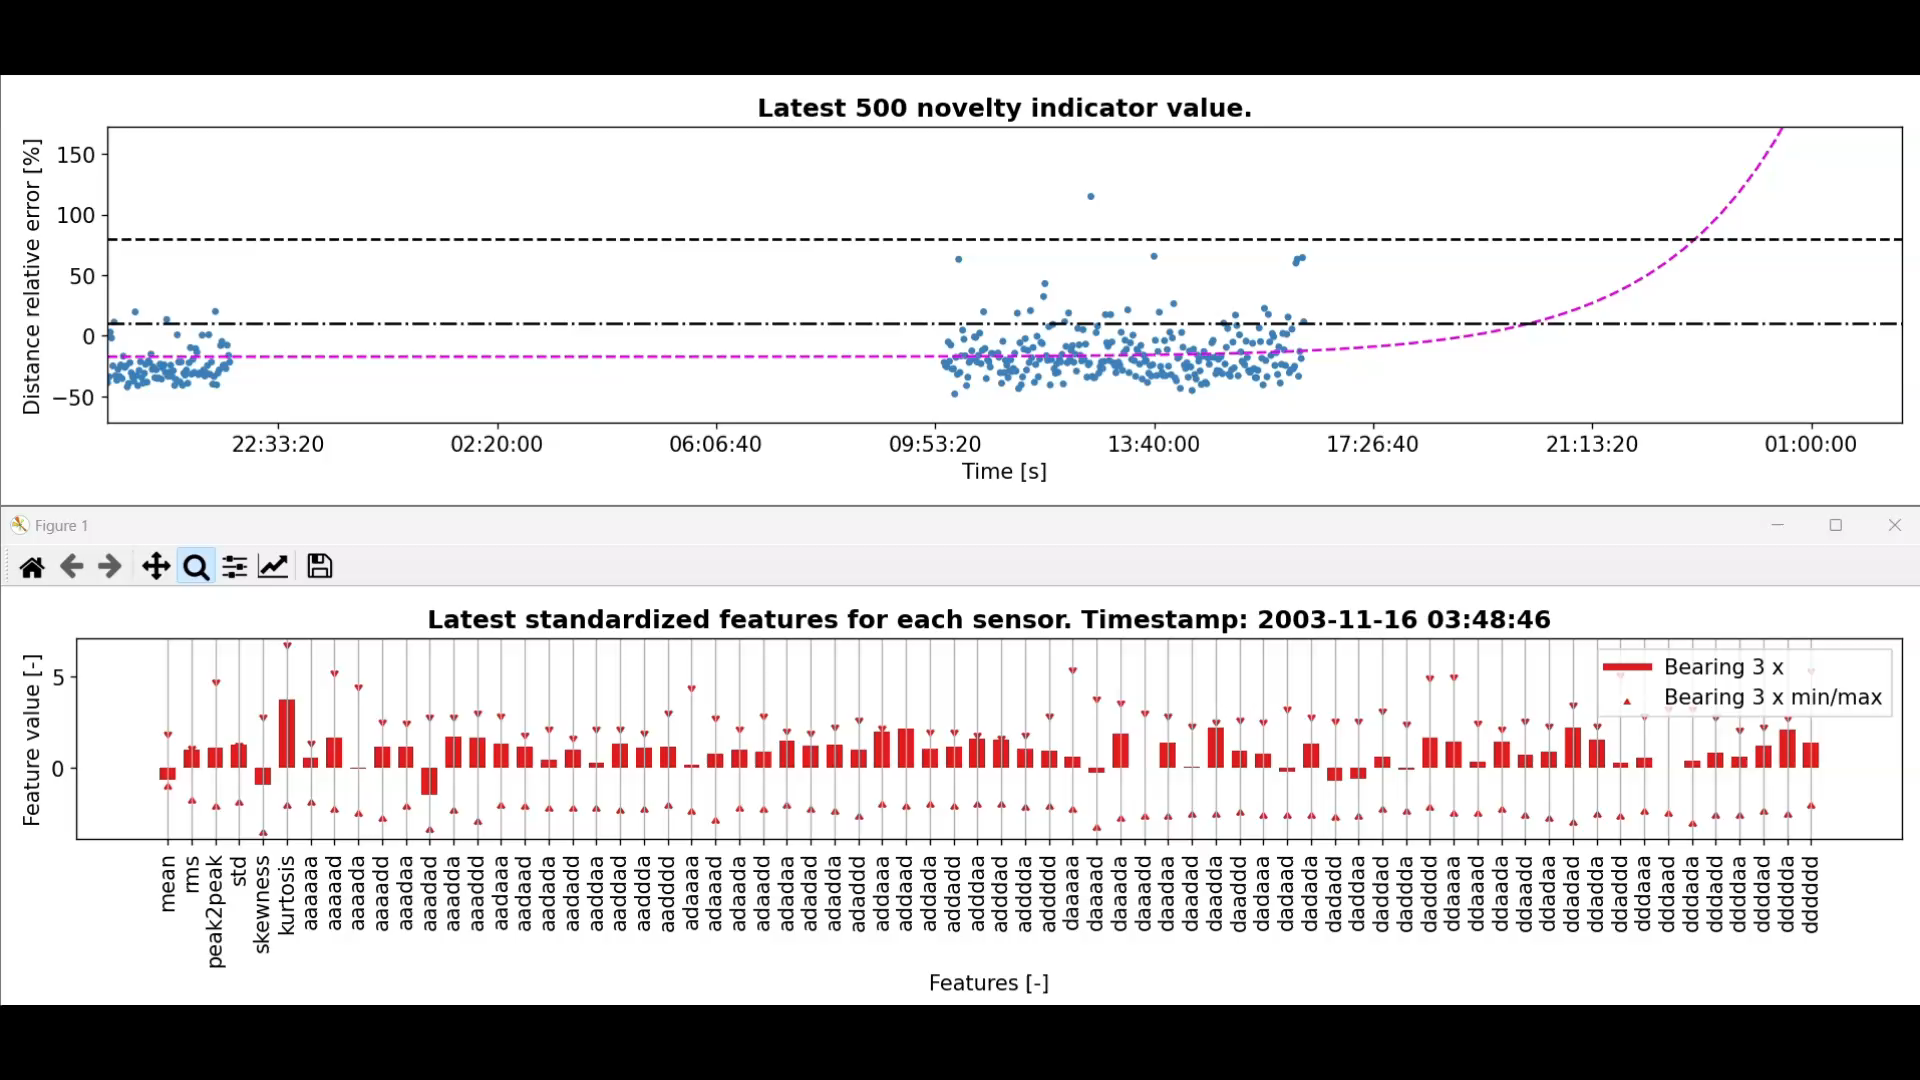 Latest 500 novelty indicator value.
Distance relative error [%]
150
100
50
0
−50
22:33:20 02:20:00 06:06:40 09:53:20 13:40:00 17:26:40 21:13:20 01:00:00
Time [s]
Figure 1
Latest standardized features for each sensor. Timestamp: 2003-11-16 03:48:46
Feature value [-]
5
0
Bearing 3 x
Bearing 3 x min/max
mean
rms
peak2peak
std
skewness
kurtosis
aaaaaa
aaaaad
aaaada
aaaadd
aaadaa
aaadad
aaadda
aaaddd
aadaaa
aadaad
aadada
aadadd
aaddaa
aaddad
aaddda
aadddd
adaaaa
adaaad
adaada
adaadd
adadaa
adadad
adadda
adaddd
addaaa
addaad
addada
addadd
adddaa
adddad
adddda
addddd
daaaaa
daaaad
daaada
daaadd
daadaa
daadad
daadda
daaddd
dadaaa
dadaad
dadada
dadadd
daddaa
daddad
daddda
dadddd
ddaaaa
ddaaad
ddaada
ddaadd
ddadaa
ddadad
ddadda
ddaddd
dddaaa
dddaad
dddada
dddadd
ddddaa
ddddad
ddddda
dddddd
Features [-]